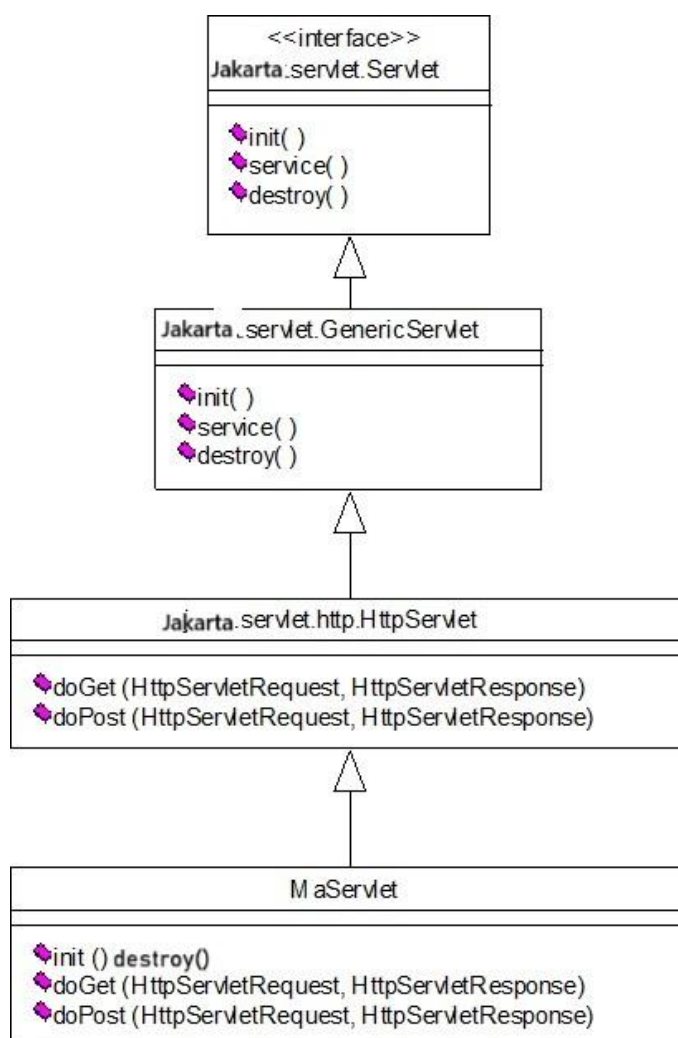 <<interface>>
Jakarta.servlet.Servlet
init( )
service( )
destroy( )
Jakarta.servlet.GenericServlet
init( )
service( )
destroy( )
Jakarta.servlet.http.HttpServlet
doGet (HttpServletRequest, HttpServletResponse)
doPost (HttpServletRequest, HttpServletResponse)
MaServlet
init () destroy()
doGet (HttpServletRequest, HttpServletResponse)
doPost (HttpServletRequest, HttpServletResponse)